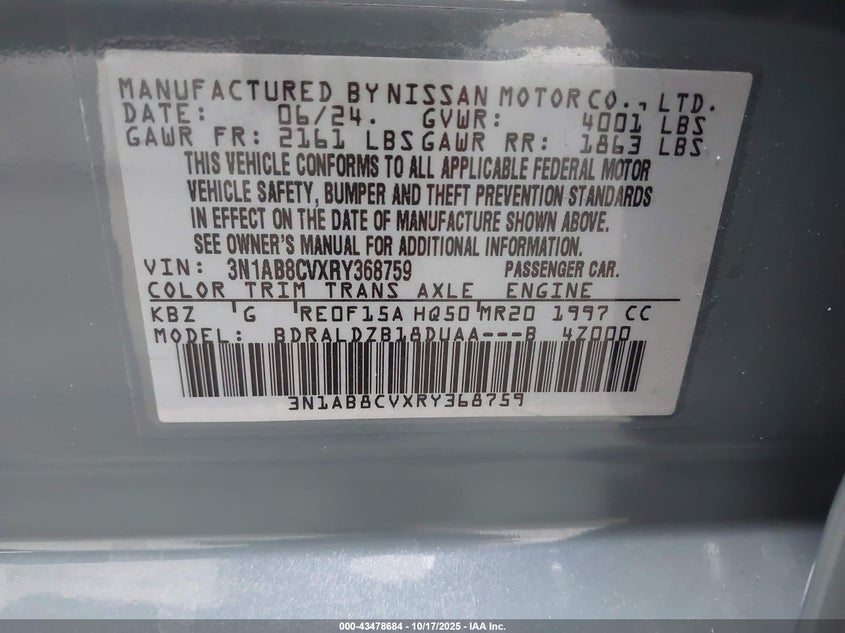 MANUFACTURED BY NISSAN MOTOR CO., LTD.
DATE: 06/24. GVWR: 4001 LBS
GAWR FR: 2161 LBS GAWR RR: 1863 LBS
THIS VEHICLE CONFORMS TO ALL APPLICABLE FEDERAL MOTOR
VEHICLE SAFETY, BUMPER AND THEFT PREVENTION STANDARDS
IN EFFECT ON THE DATE OF MANUFACTURE SHOWN ABOVE.
SEE OWNER'S MANUAL FOR ADDITIONAL INFORMATION.
VIN: 3N1AB8CVXRY368759 PASSENGER CAR.
COLOR TRIM TRANS AXLE ENGINE
KBZ G RE0F15A HQ50 MR20 1997 CC
MODEL: BDRALDZB18DUAA---B 4Z000
3N1AB8CVXRY368759
000-43478684 | 10/17/2025 - IAA Inc.